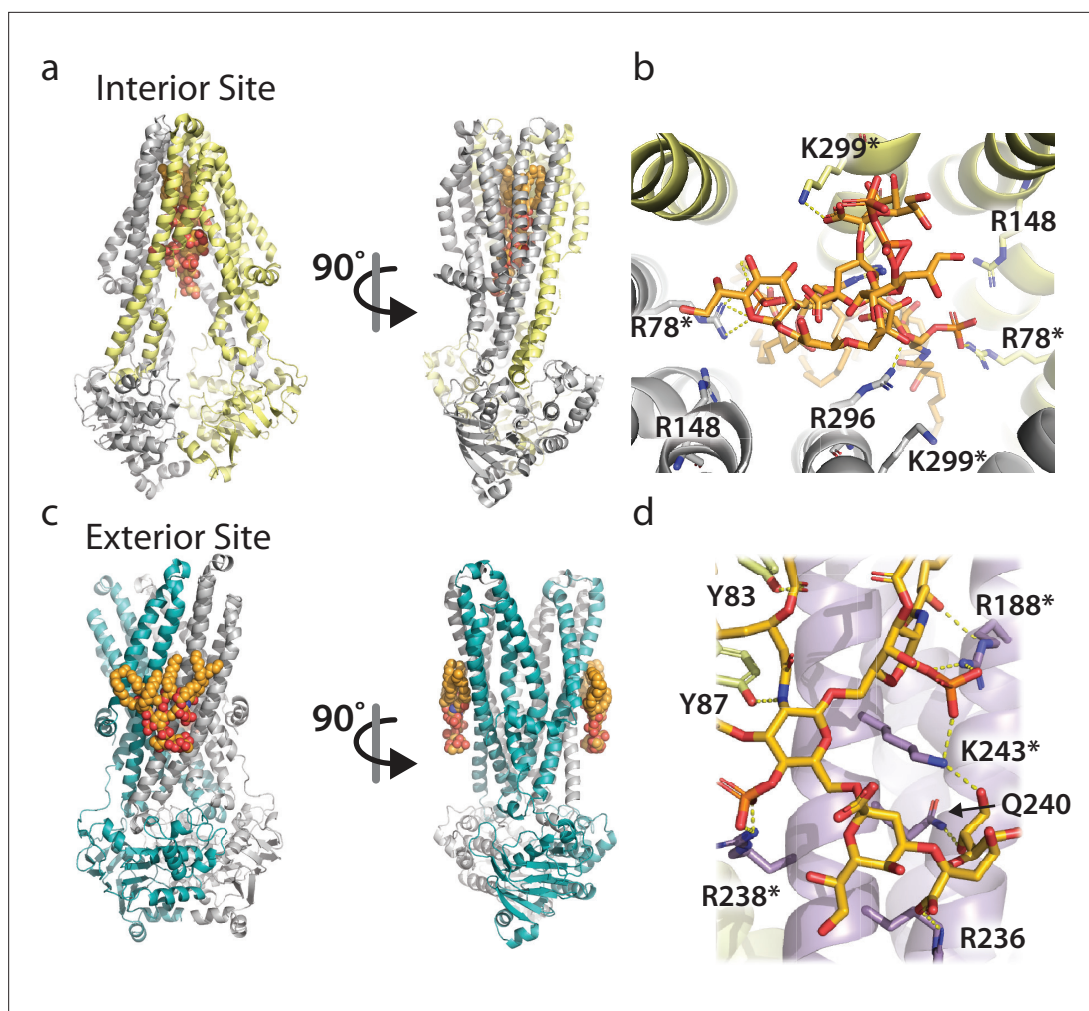 a
Interior Site
90°
b
K299*
R148
R78*
R78*
R148
R296
K299*
c
Exterior Site
90°
d
Y83
R188*
Y87
K243*
Q240
R238*
R236